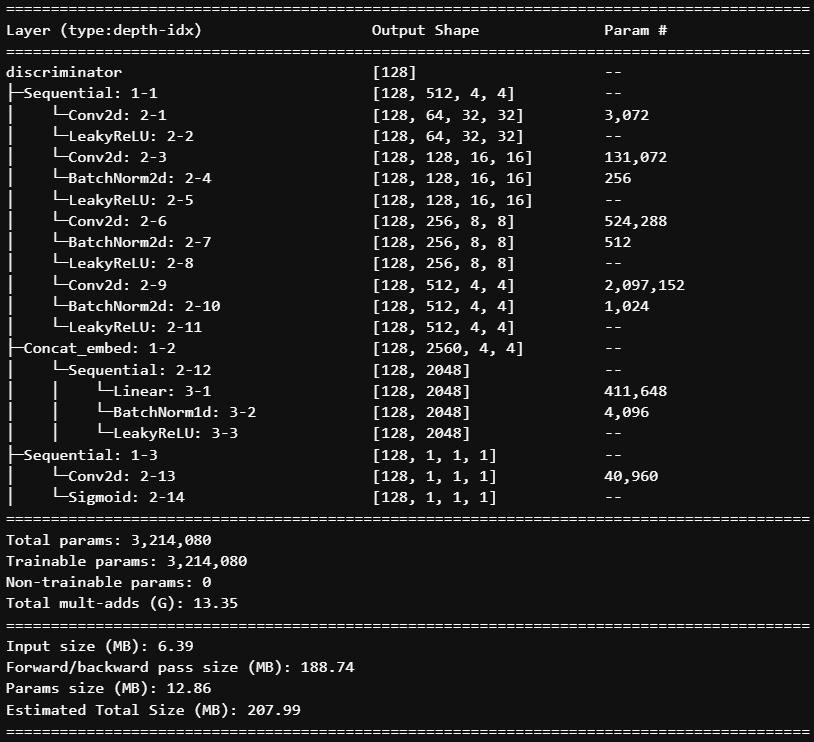 ==========================================================================================
Layer (type:depth-idx)                   Output Shape              Param #
==========================================================================================
discriminator                            [128]                     --
├─Sequential: 1-1                        [128, 512, 4, 4]          --
│    └─Conv2d: 2-1                       [128, 64, 32, 32]         3,072
│    └─LeakyReLU: 2-2                    [128, 64, 32, 32]         --
│    └─Conv2d: 2-3                       [128, 128, 16, 16]        131,072
│    └─BatchNorm2d: 2-4                  [128, 128, 16, 16]        256
│    └─LeakyReLU: 2-5                    [128, 128, 16, 16]        --
│    └─Conv2d: 2-6                       [128, 256, 8, 8]          524,288
│    └─BatchNorm2d: 2-7                  [128, 256, 8, 8]          512
│    └─LeakyReLU: 2-8                    [128, 256, 8, 8]          --
│    └─Conv2d: 2-9                       [128, 512, 4, 4]          2,097,152
│    └─BatchNorm2d: 2-10                 [128, 512, 4, 4]          1,024
│    └─LeakyReLU: 2-11                   [128, 512, 4, 4]          --
├─Concat_embed: 1-2                      [128, 2560, 4, 4]         --
│    └─Sequential: 2-12                  [128, 2048]               --
│    │    └─Linear: 3-1                  [128, 2048]               411,648
│    │    └─BatchNorm1d: 3-2             [128, 2048]               4,096
│    │    └─LeakyReLU: 3-3               [128, 2048]               --
├─Sequential: 1-3                        [128, 1, 1, 1]            --
│    └─Conv2d: 2-13                      [128, 1, 1, 1]            40,960
│    └─Sigmoid: 2-14                     [128, 1, 1, 1]            --
==========================================================================================
Total params: 3,214,080
Trainable params: 3,214,080
Non-trainable params: 0
Total mult-adds (G): 13.35
==========================================================================================
Input size (MB): 6.39
Forward/backward pass size (MB): 188.74
Params size (MB): 12.86
Estimated Total Size (MB): 207.99
==========================================================================================